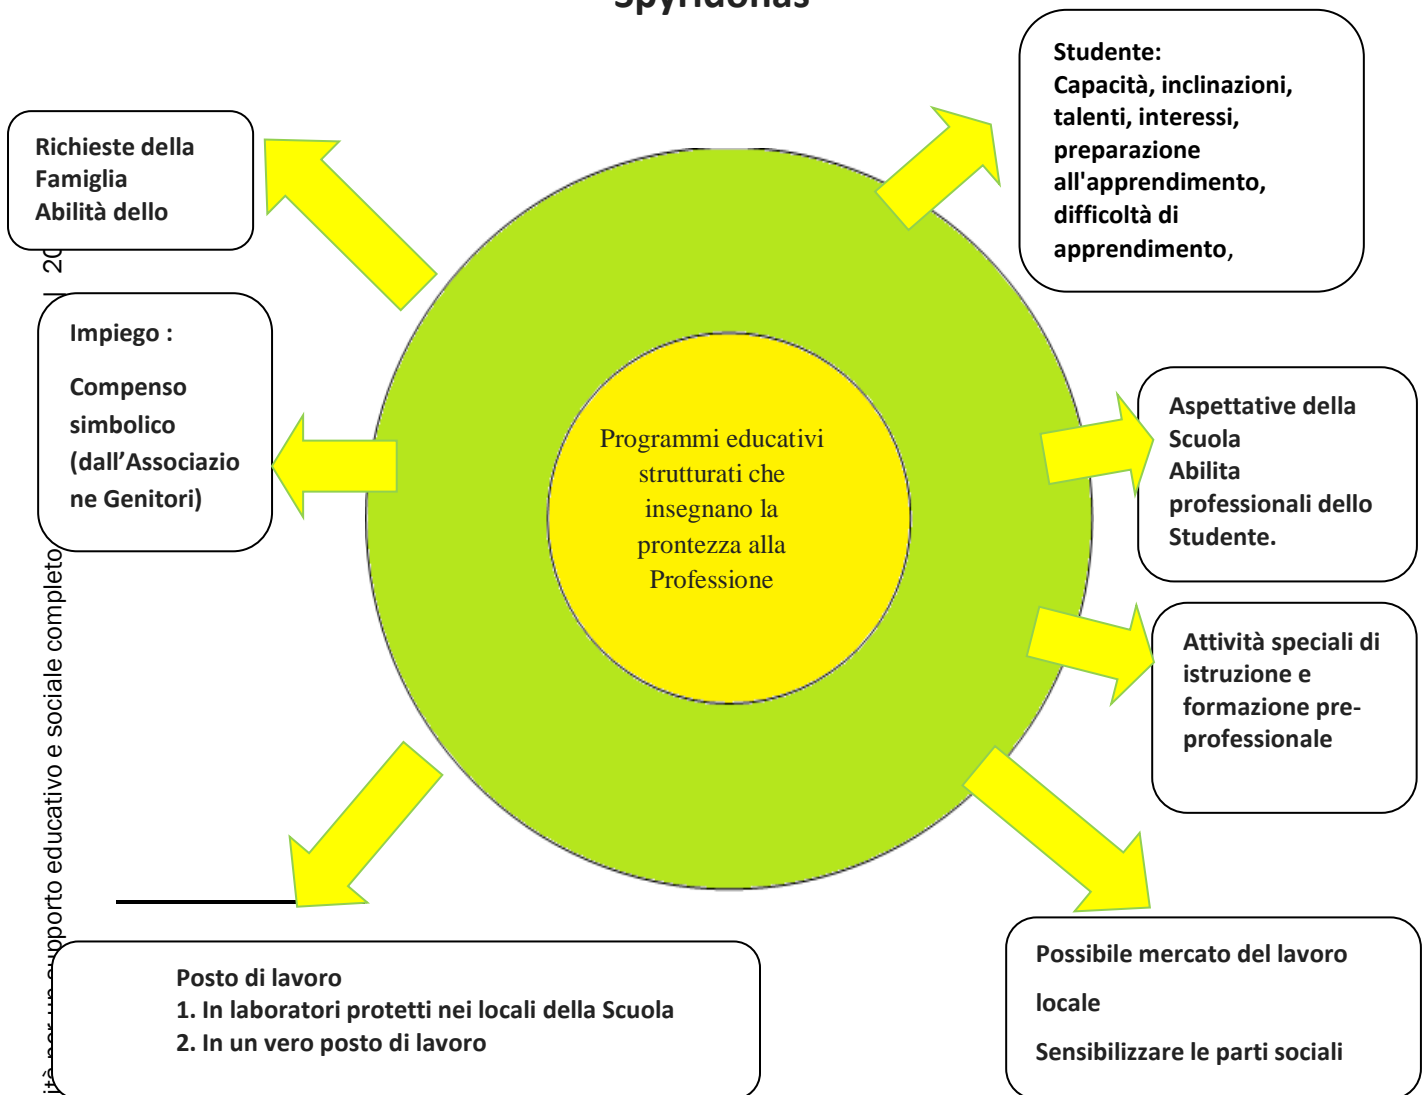 Spyridonas
Studente:
Capacità, inclinazioni,
talenti, interessi,
preparazione
all'apprendimento,
difficoltà di
apprendimento,
Richieste della
Famiglia
Abilità dello
Impiego :
Compenso
simbolico
(dall’Associazio
ne Genitori)
Programmi educativi
strutturati che
insegnano la
prontezza alla
Professione
Aspettative della
Scuola
Abilita
professionali dello
Studente.
Attività speciali di
istruzione e
formazione pre-
professionale
Posto di lavoro
1. In laboratori protetti nei locali della Scuola
2. In un vero posto di lavoro
Possibile mercato del lavoro
locale
Sensibilizzare le parti sociali
per un supporto educativo e sociale completo